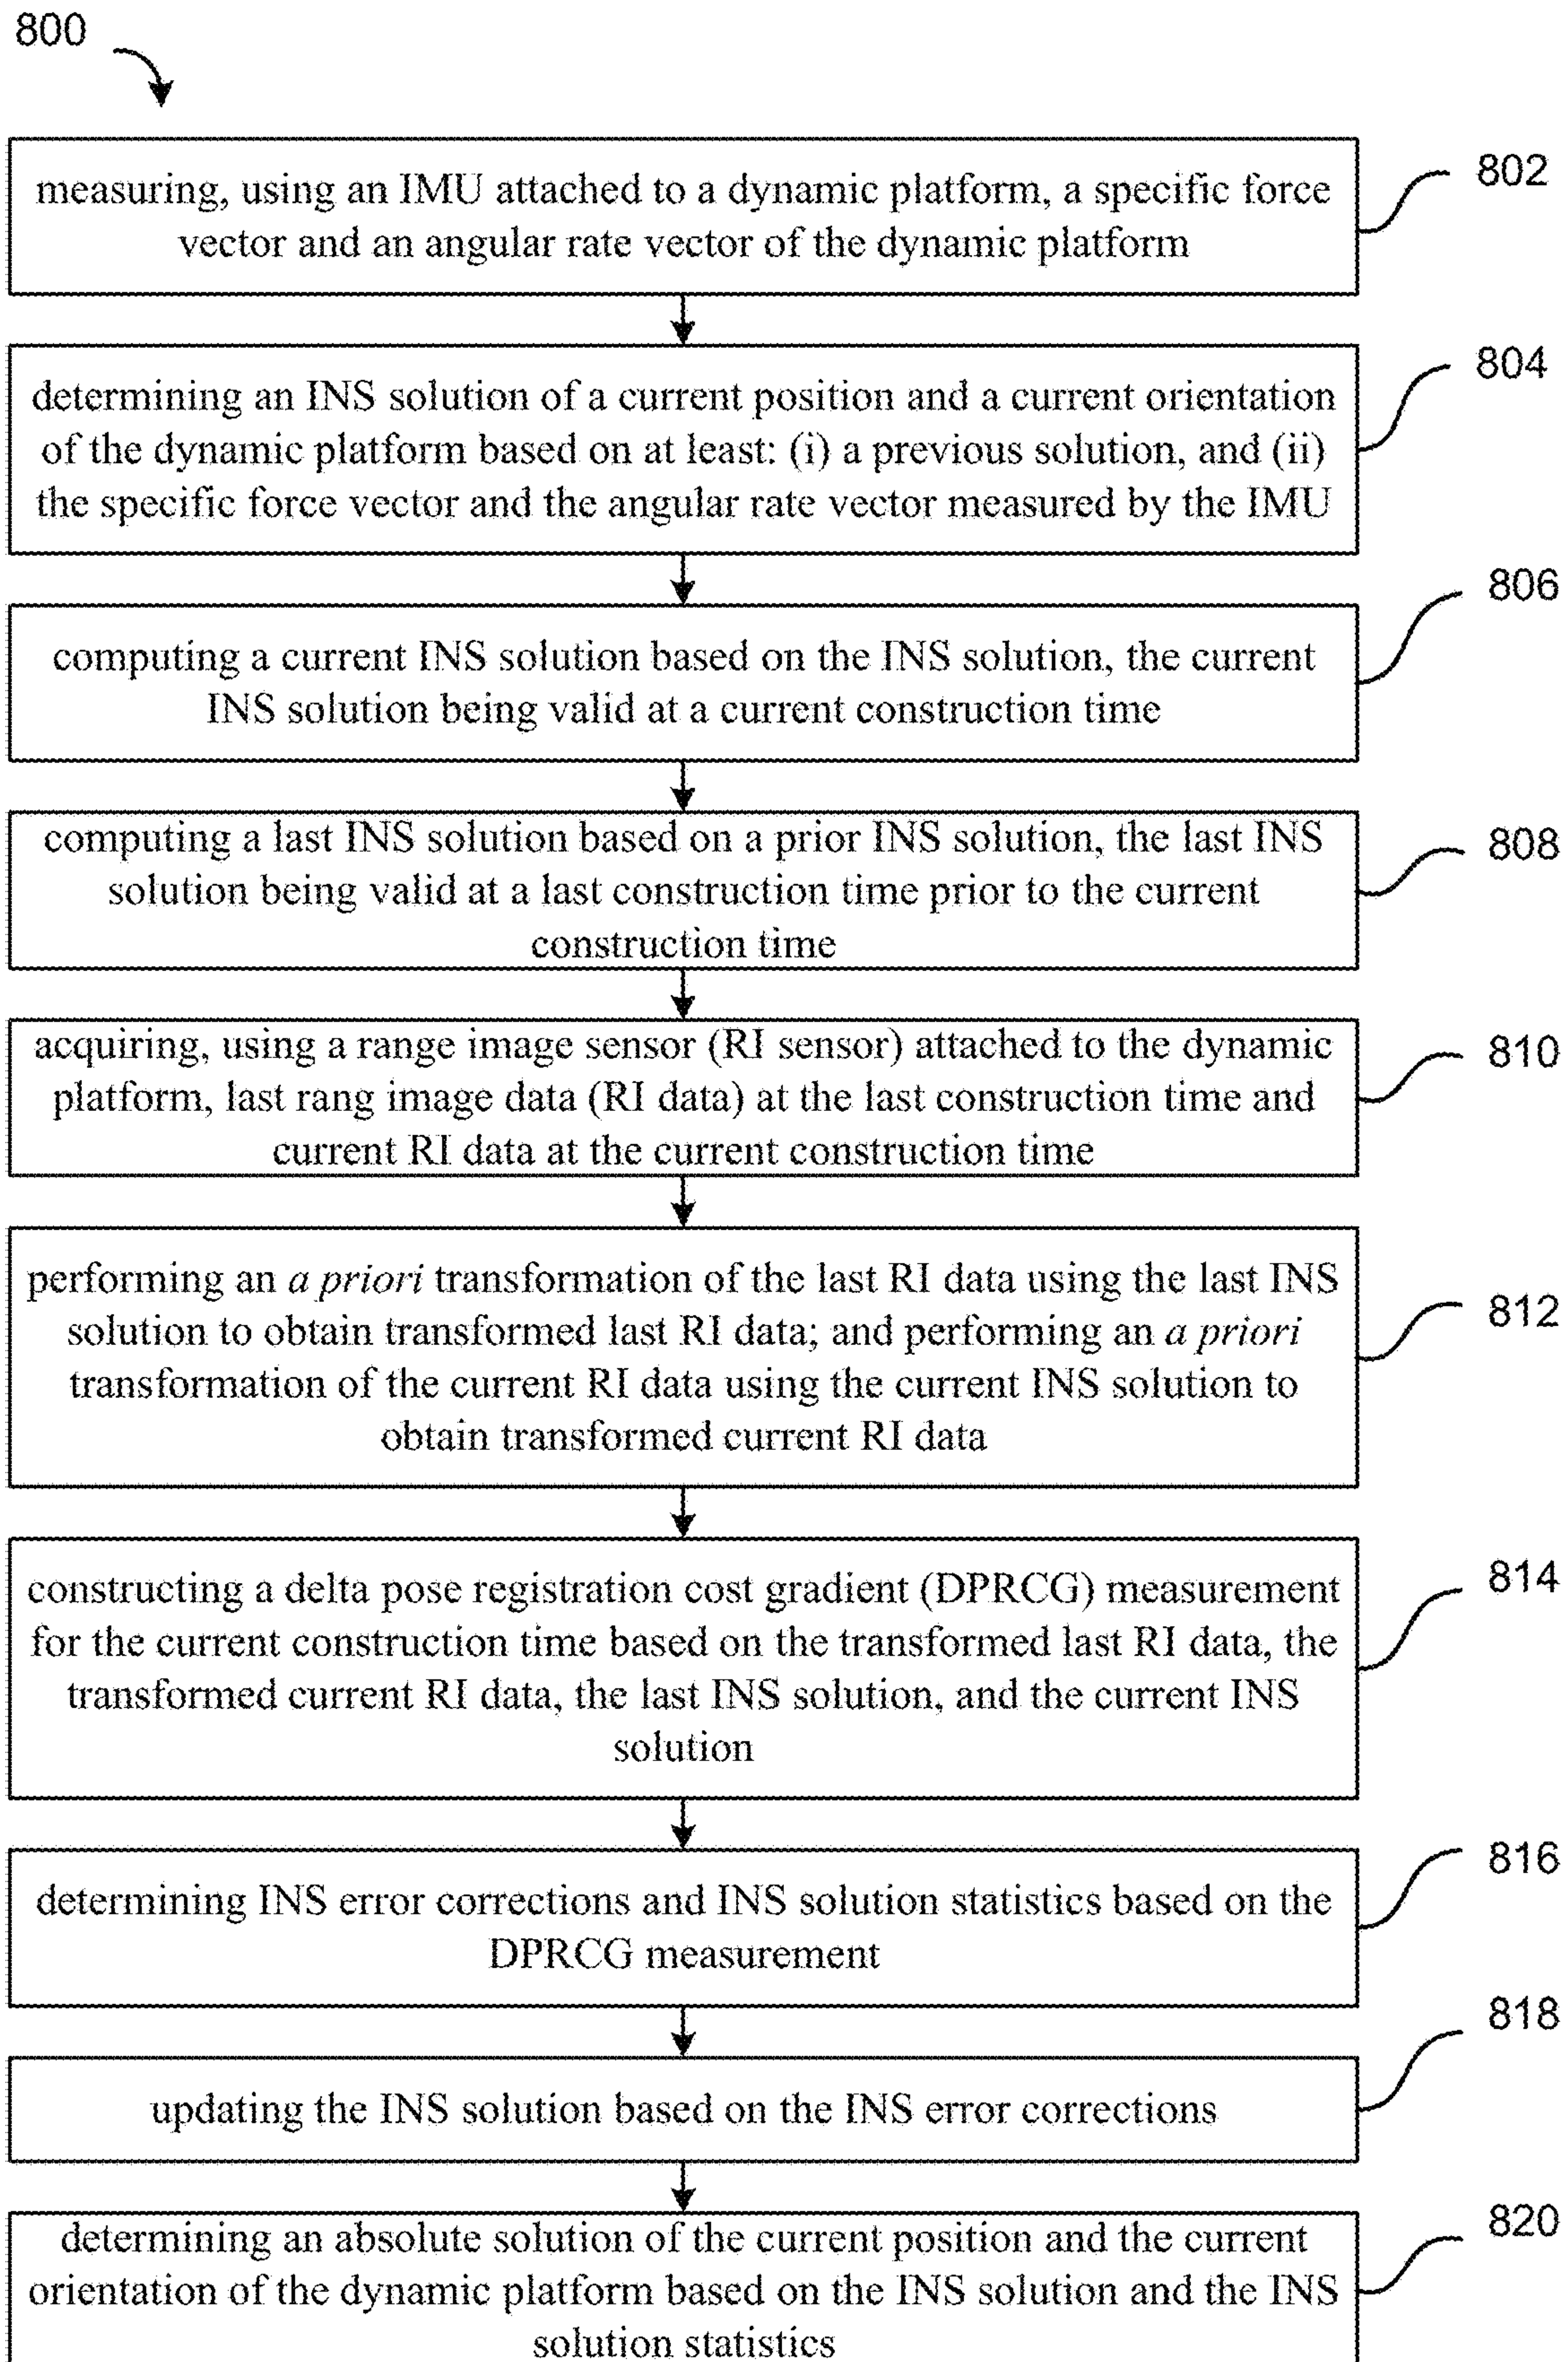 800
measuring, using an IMU attached to a dynamic platform, a specific force
vector and an angular rate vector of the dynamic platform
802
determining an INS solution of a current position and a current orientation
of the dynamic platform based on at least: (i) a previous solution, and (ii)
the specific force vector and the angular rate vector measured by the IMU
804
computing a current INS solution based on the INS solution, the current
INS solution being valid at a current construction time
806
computing a last INS solution based on a prior INS solution, the last INS
solution being valid at a last construction time prior to the current
construction time
808
acquiring, using a range image sensor (RI sensor) attached to the dynamic
platform, last rang image data (RI data) at the last construction time and
current RI data at the current construction time
810
performing an a priori transformation of the last RI data using the last INS
solution to obtain transformed last RI data; and performing an a priori
transformation of the current RI data using the current INS solution to
obtain transformed current RI data
812
constructing a delta pose registration cost gradient (DPRCG) measurement
for the current construction time based on the transformed last RI data, the
transformed current RI data, the last INS solution, and the current INS
solution
814
determining INS error corrections and INS solution statistics based on the
DPRCG measurement
816
updating the INS solution based on the INS error corrections
818
determining an absolute solution of the current position and the current
orientation of the dynamic platform based on the INS solution and the INS
solution statistics
820